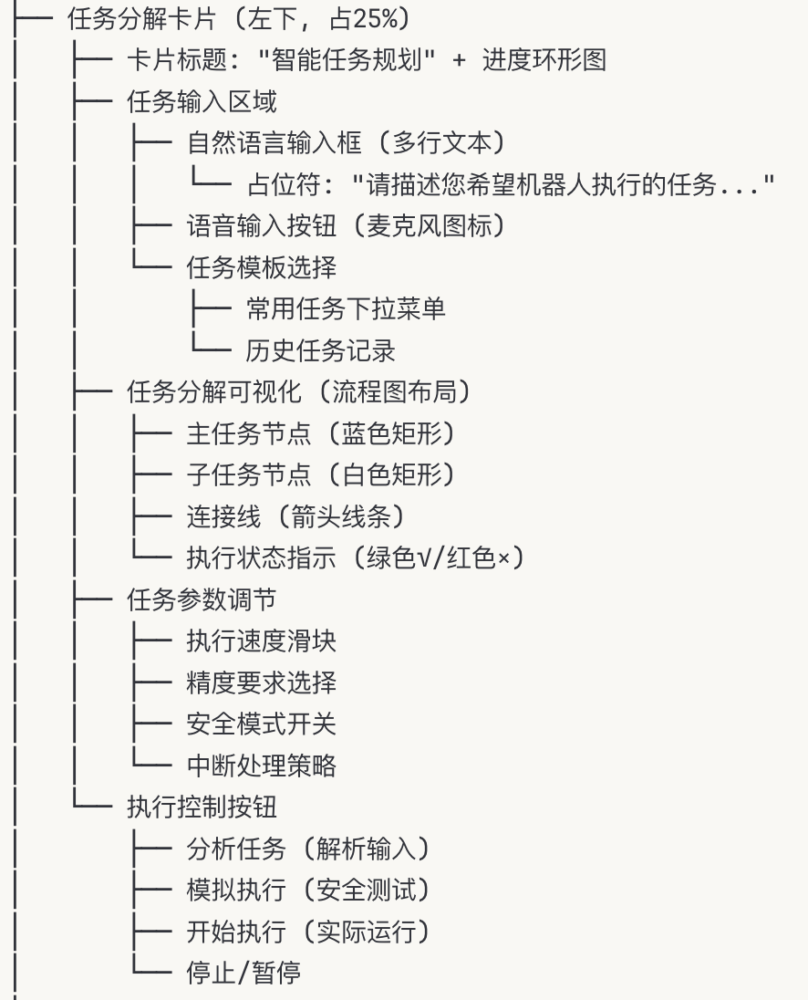 ├── 任务分解卡片 (左下, 占25%)
│   ├── 卡片标题: "智能任务规划" + 进度环形图
│   ├── 任务输入区域
│   │   ├── 自然语言输入框 (多行文本)
│   │   │   └── 占位符: "请描述您希望机器人执行的任务..."
│   │   ├── 语音输入按钮 (麦克风图标)
│   │   └── 任务模板选择
│   │       ├── 常用任务下拉菜单
│   │       └── 历史任务记录
│   ├── 任务分解可视化 (流程图布局)
│   │   ├── 主任务节点 (蓝色矩形)
│   │   ├── 子任务节点 (白色矩形)
│   │   ├── 连接线 (箭头线条)
│   │   └── 执行状态指示 (绿色√/红色×)
│   ├── 任务参数调节
│   │   ├── 执行速度滑块
│   │   ├── 精度要求选择
│   │   ├── 安全模式开关
│   │   └── 中断处理策略
│   └── 执行控制按钮
│       ├── 分析任务 (解析输入)
│       ├── 模拟执行 (安全测试)
│       ├── 开始执行 (实际运行)
│       └── 停止/暂停